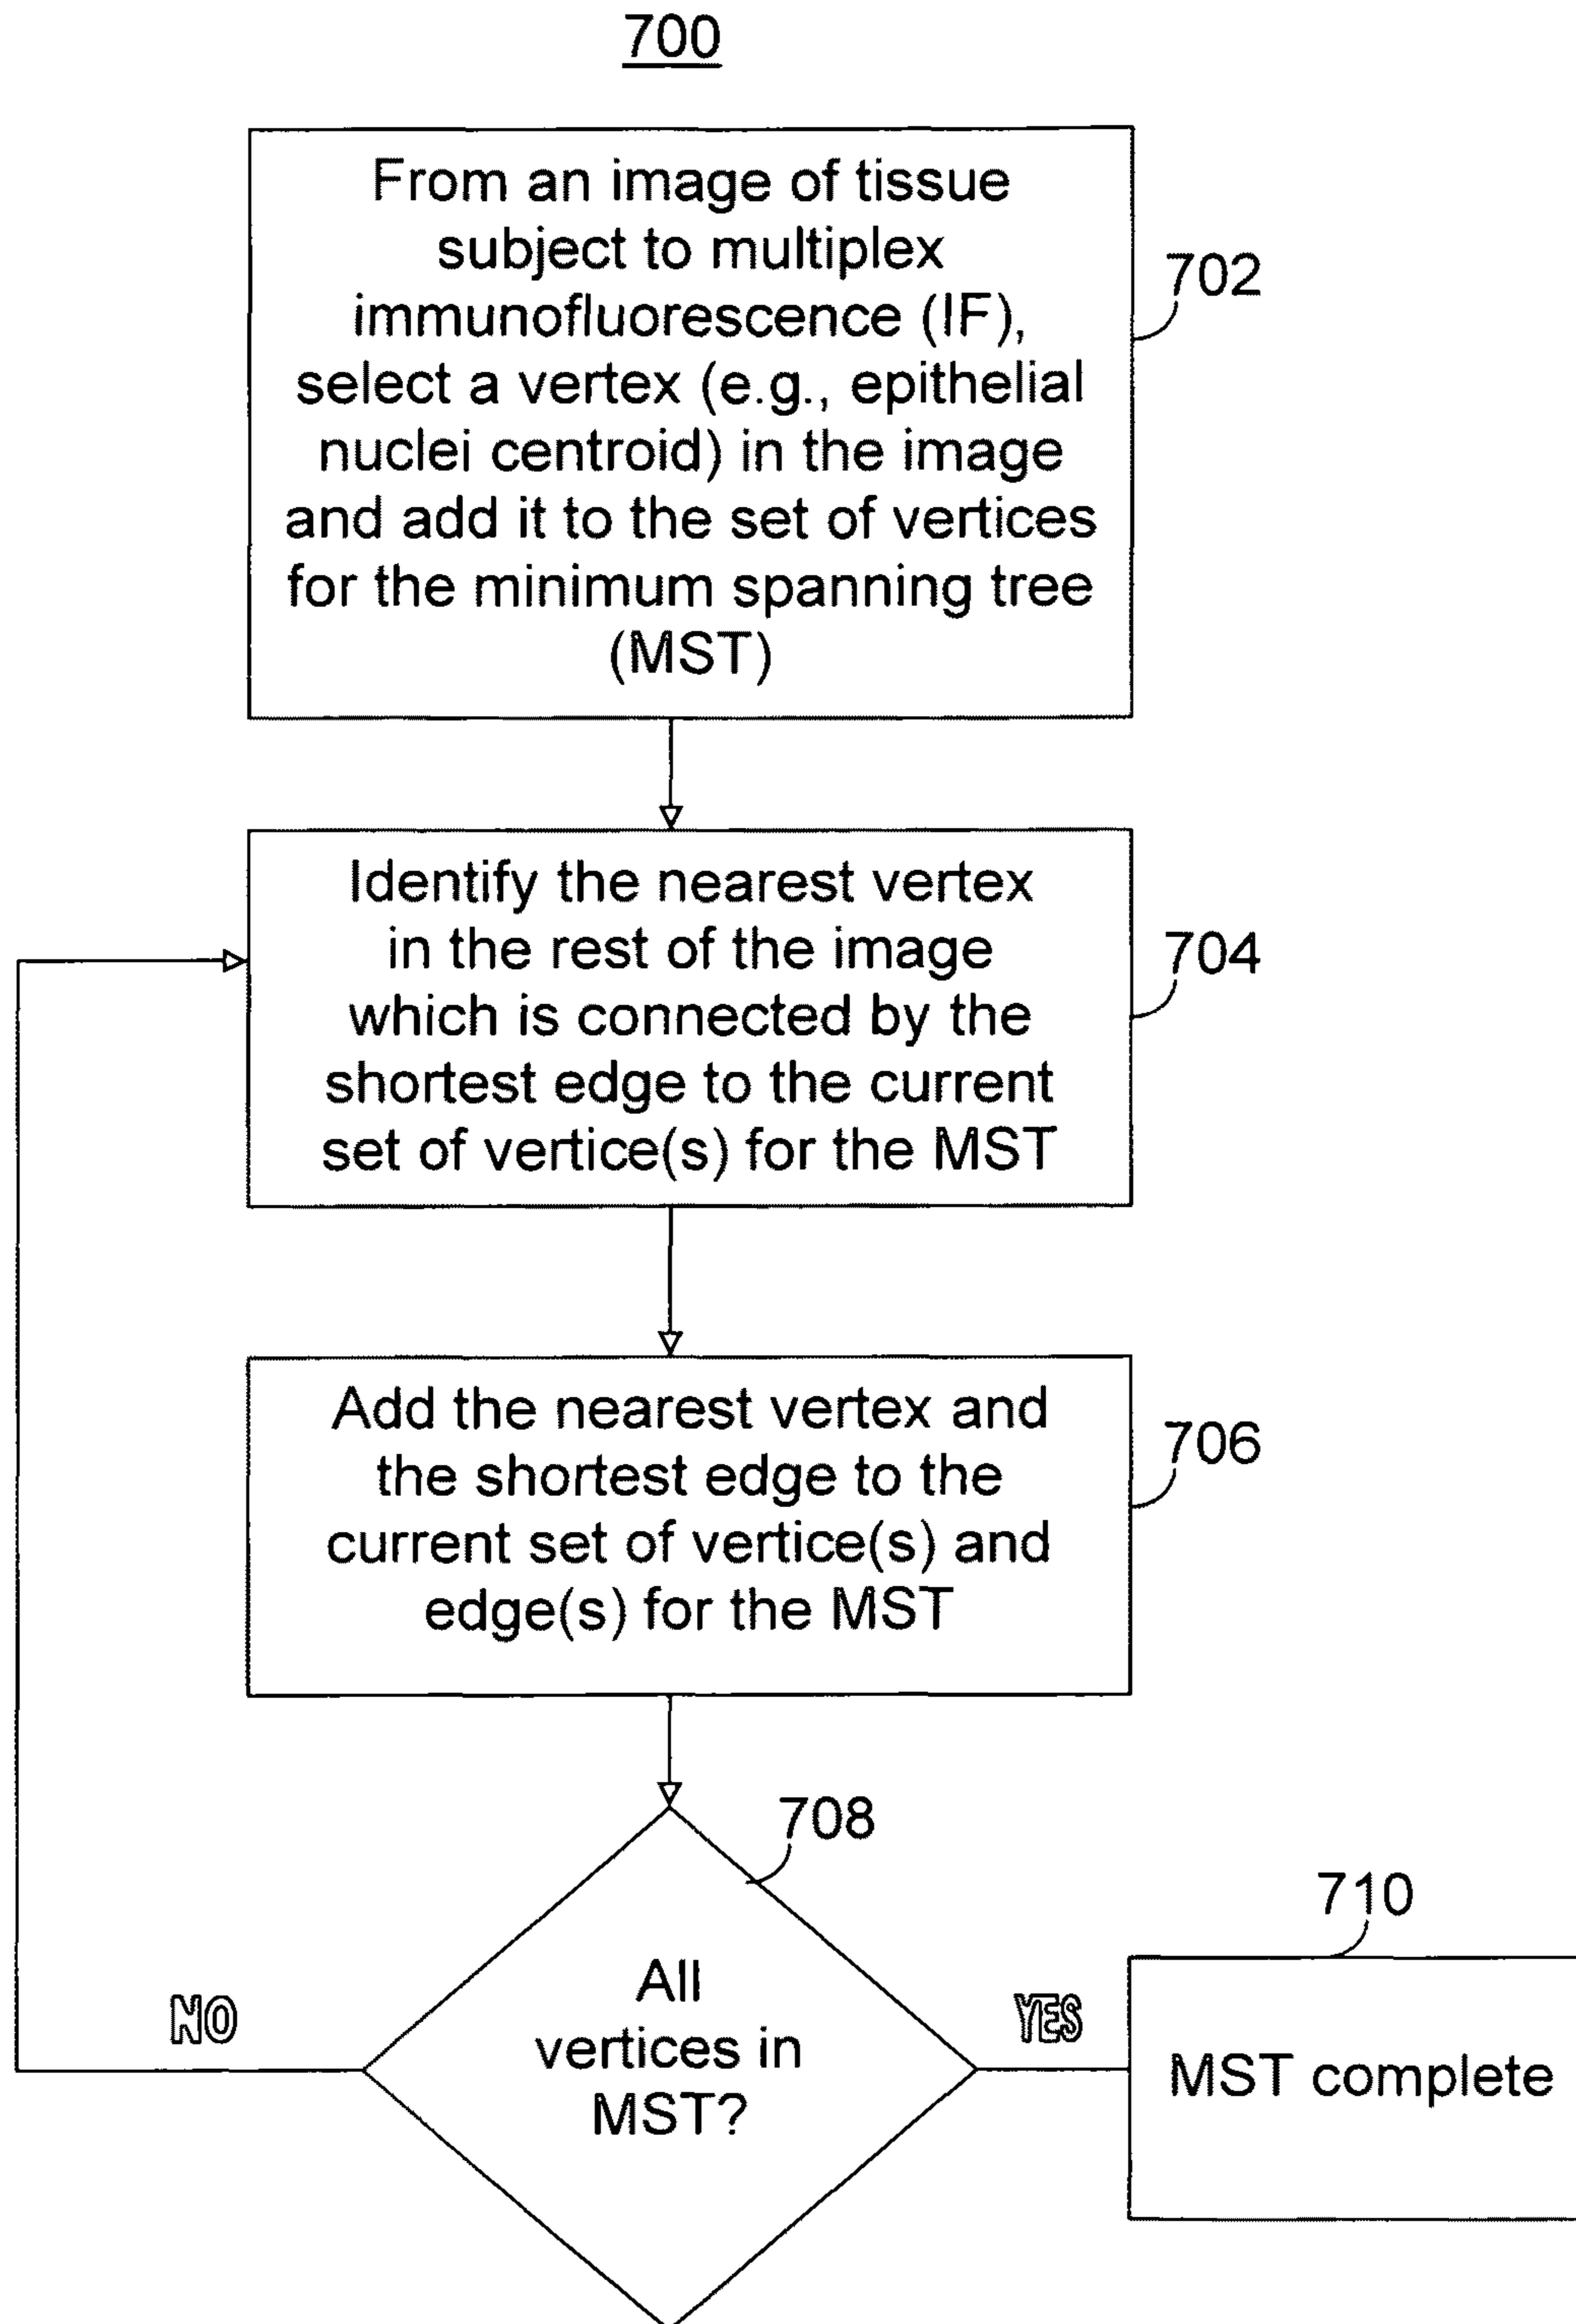 700
From an image of tissue
subject to multiplex
immunofluorescence (IF),
select a vertex (e.g., epithelial
nuclei centroid) in the image
and add it to the set of vertices
for the minimum spanning tree
(MST)
702
Identify the nearest vertex
in the rest of the image
which is connected by the
shortest edge to the current
set of vertice(s) for the MST
704
Add the nearest vertex and
the shortest edge to the
current set of vertice(s) and
edge(s) for the MST
706
708
All
vertices in
MST?
NO
YES
710
MST complete